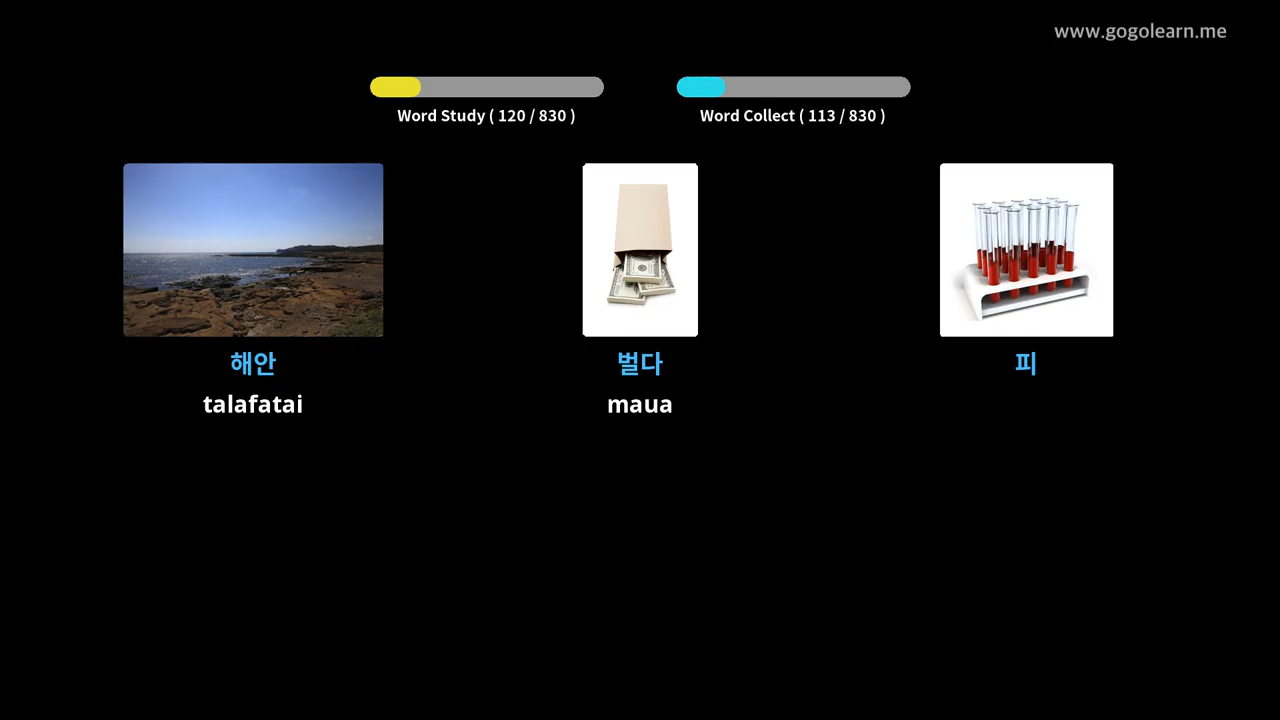 www.gogolearn.me
Word Study ( 120 / 830 )
Word Collect ( 113 / 830 )
해안
벌다
피
talafatai
maua